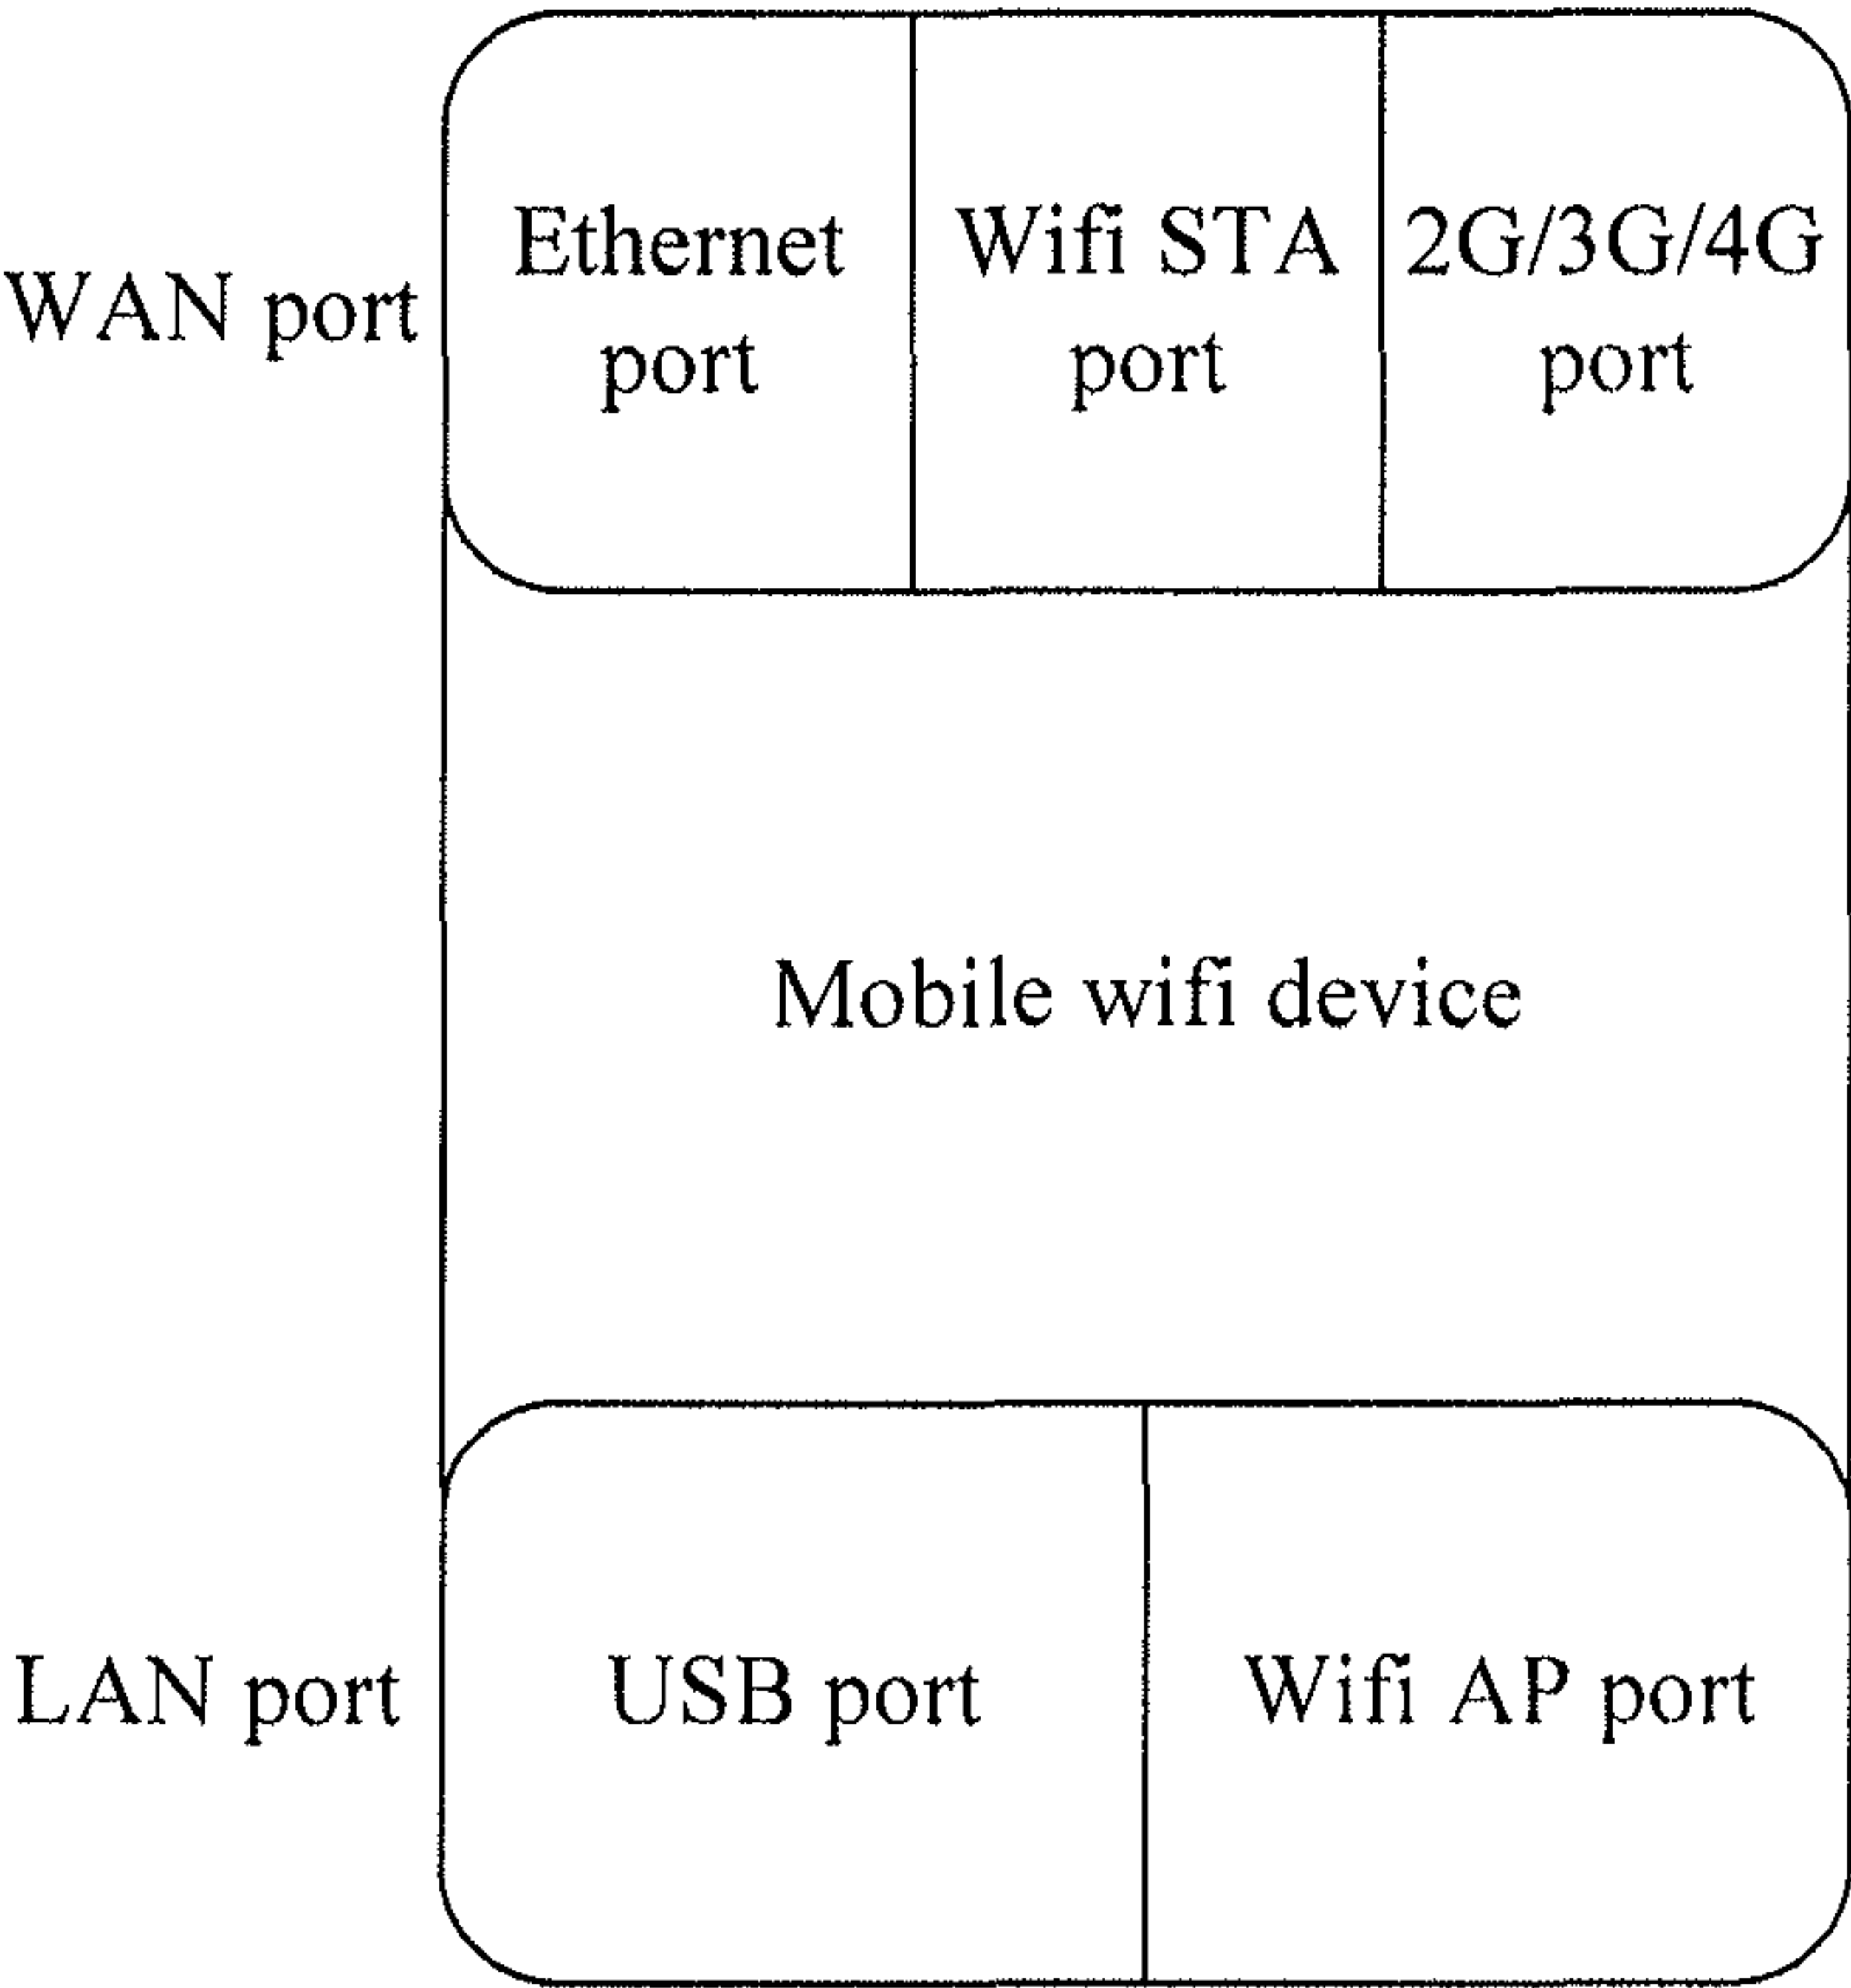 WAN port
Ethernet
port
Wifi STA
port
2G/3G/4G
port
Mobile wifi device
LAN port
USB port
Wifi AP port